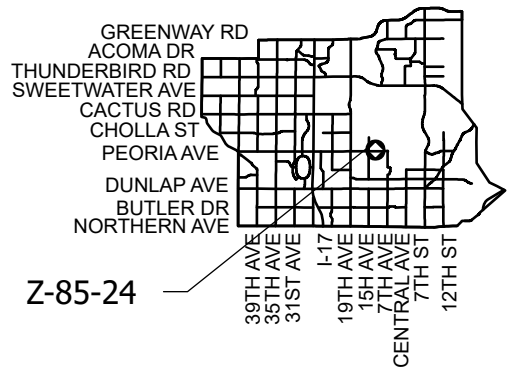 GREENWAY RD
ACOMA DR
THUNDERBIRD RD
SWEETWATER AVE
CACTUS RD
CHOLLA ST
PEORIA AVE
DUNLAP AVE
BUTLER DR
NORTHERN AVE
Z-85-24
39TH AVE
35TH AVE
31ST AVE
I-17
19TH AVE
15H AVE
7TH AVE
CENTRAL AVE
7TH ST
12TH ST